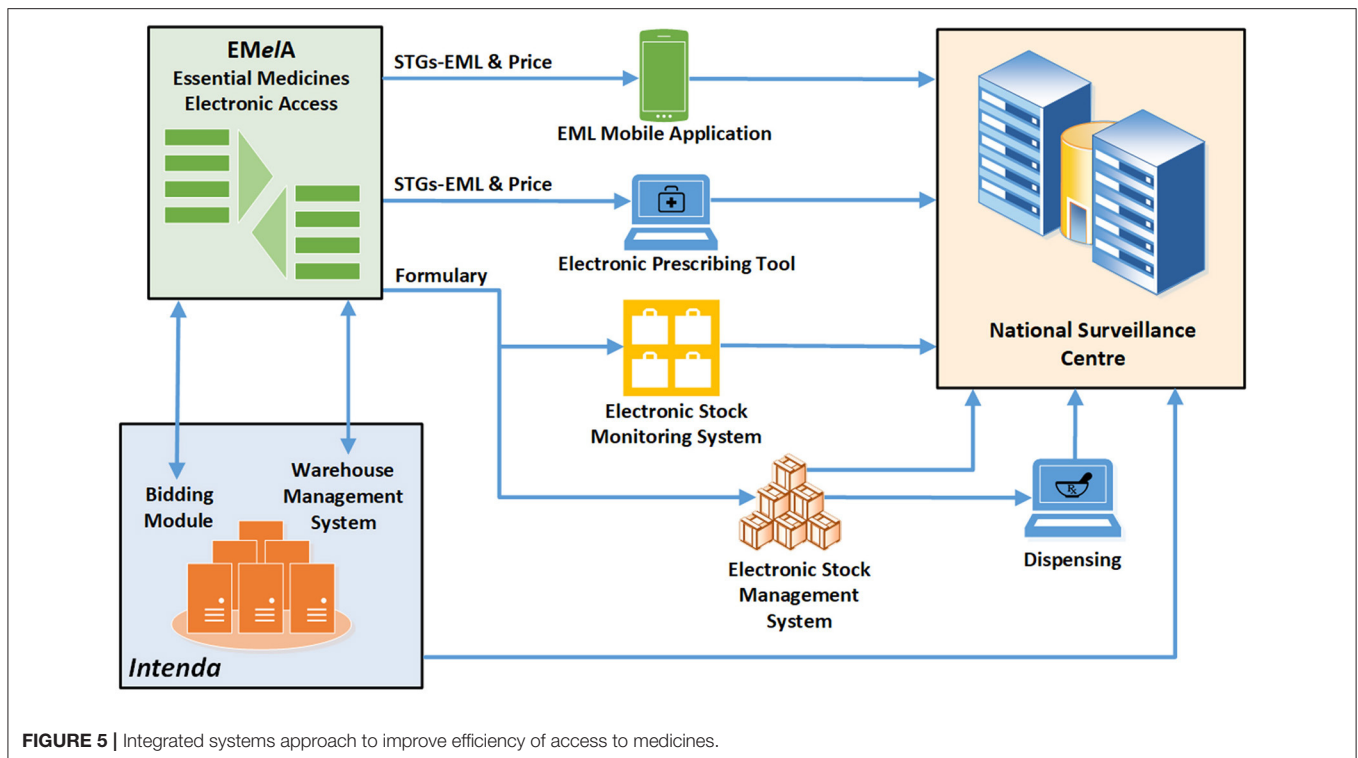 EMelA
Essential Medicines
Electronic Access
STGs-EML & Price
EML Mobile Application
STGs-EML & Price
Electronic Prescribing Tool
Formulary
Electronic Stock
Monitoring System
National Surveillance
Centre
Bidding
Module
Warehouse
Management
System
Intenda
Electronic Stock
Management
System
Rx
Dispensing
FIGURE 5 | Integrated systems approach to improve efficiency of access to medicines.